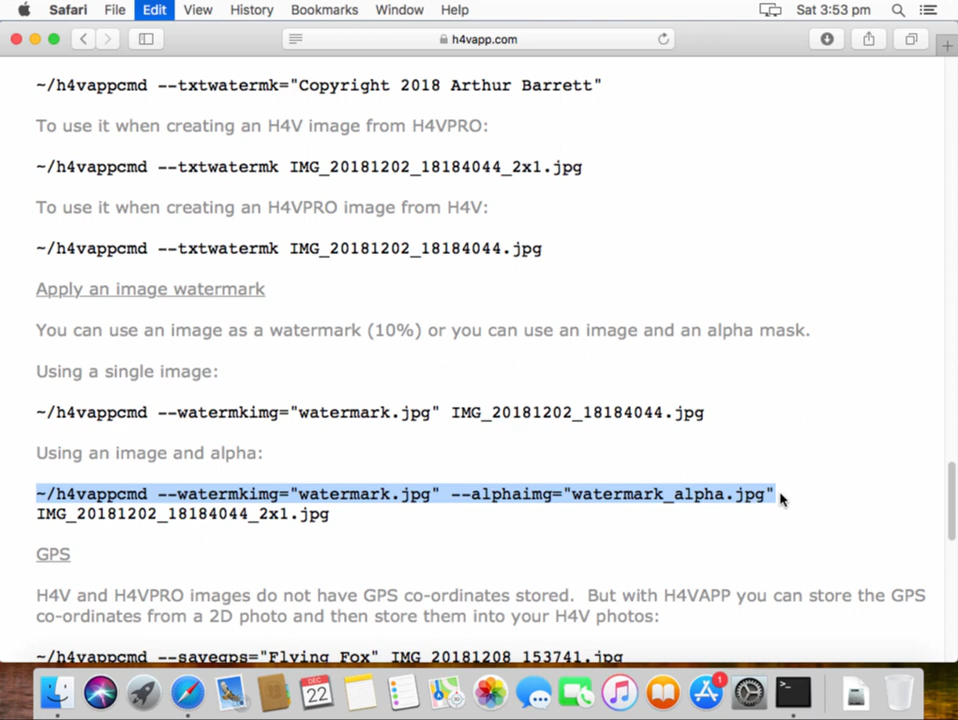 Safari File Edit View History Bookmarks Window Help Sat 3:53 pm
h4vapp.com
~/h4vappcmd --txtwatermk="Copyright 2018 Arthur Barrett"
To use it when creating an H4V image from H4VPRO:
~/h4vappcmd --txtwatermk IMG_20181202_18184044_2x1.jpg
To use it when creating an H4VPRO image from H4V:
~/h4vappcmd --txtwatermk IMG_20181202_18184044.jpg
Apply an image watermark
You can use an image as a watermark (10%) or you can use an image and an alpha mask.
Using a single image:
~/h4vappcmd --watermkimg="watermark.jpg" IMG_20181202_18184044.jpg
Using an image and alpha:
~/h4vappcmd --watermkimg="watermark.jpg" --alphaimg="watermark_alpha.jpg"
IMG_20181202_18184044_2x1.jpg
GPS
H4V and H4VPRO images do not have GPS co-ordinates stored. But with H4VAPP you can store the GPS
co-ordinates from a 2D photo and then store them into your H4V photos:
~/h4vappcmd --savegps="Flying Fox" IMG_20181208_153741.jpg
DEC
22
1
>_